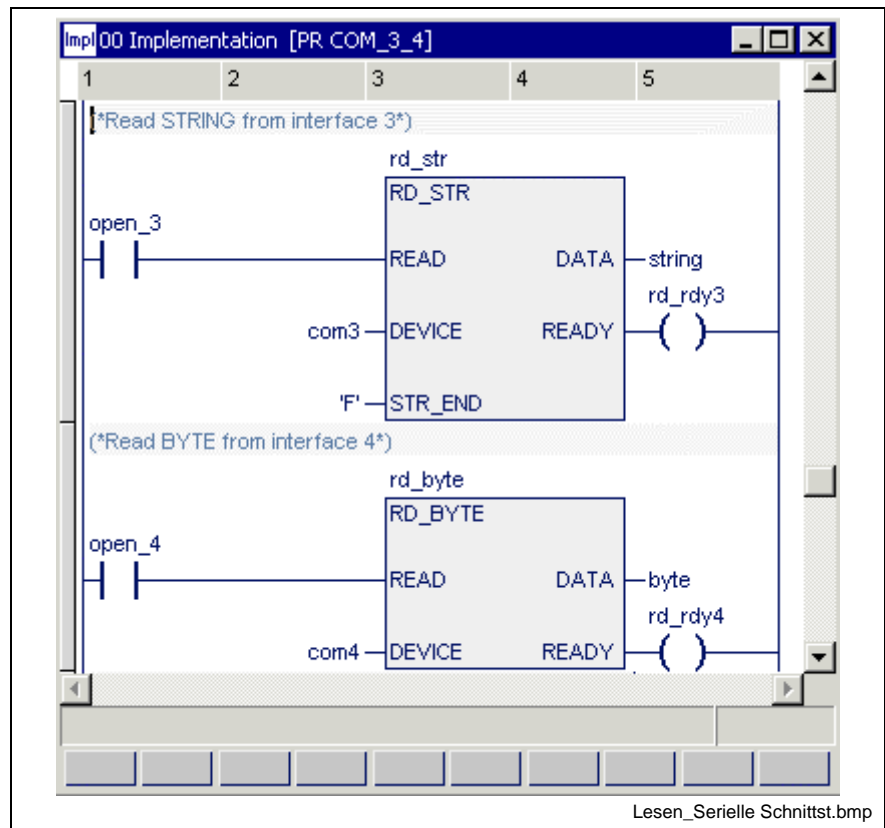 Impl 00 Implementation [PR COM_3_4]
1 2 3 4 5
(*Read STRING from interface 3*)
rd_str
RD_STR
open_3
READ DATA string
rd_rdy3
com3 DEVICE READY
'F' STR_END
(*Read BYTE from interface 4*)
rd_byte
RD_BYTE
open_4
READ DATA byte
rd_rdy4
com4 DEVICE READY
Lesen_Serielle Schnittst.bmp